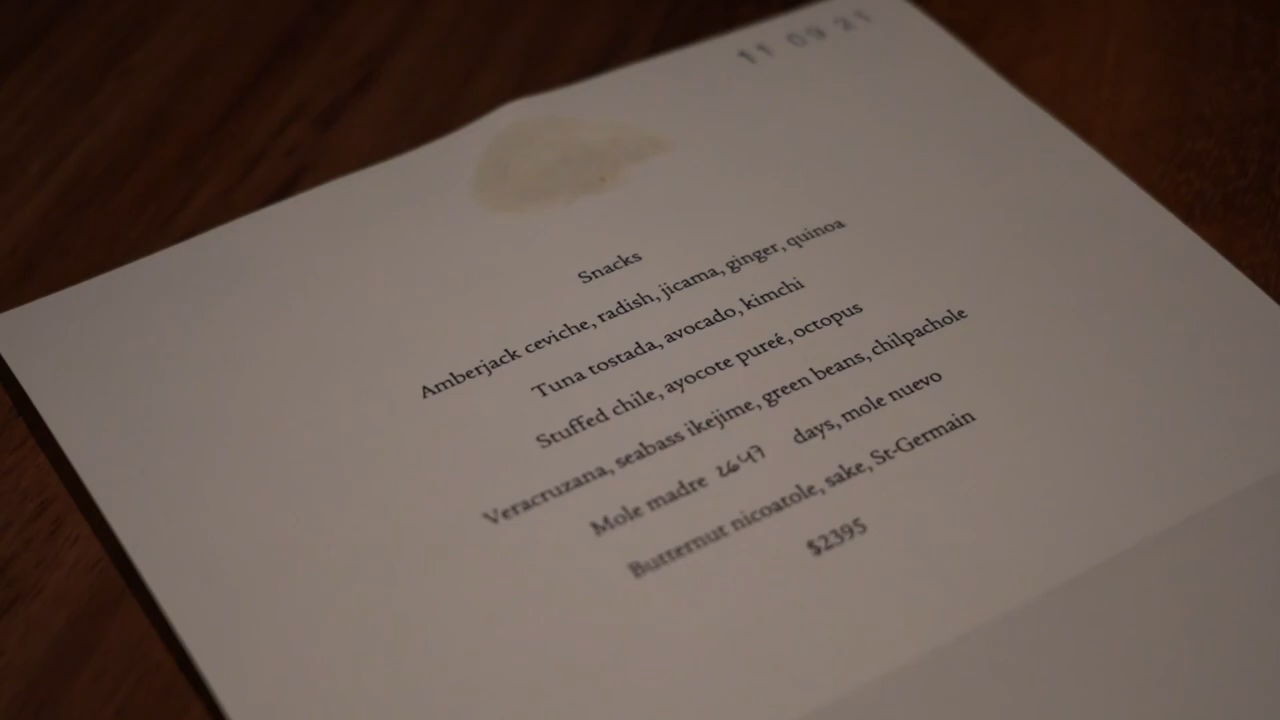 11 09 21
Snacks
Amberjack ceviche, radish, jicama, ginger, quinoa
Tuna tostada, avocado, kimchi
Stuffed chile, ayocote pureé, octopus
Veracruzana, seabass ikejime, green beans, chilpachole
Mole madre 2647 days, mole nuevo
Butternut nicoatole, sake, St-Germain
$2395